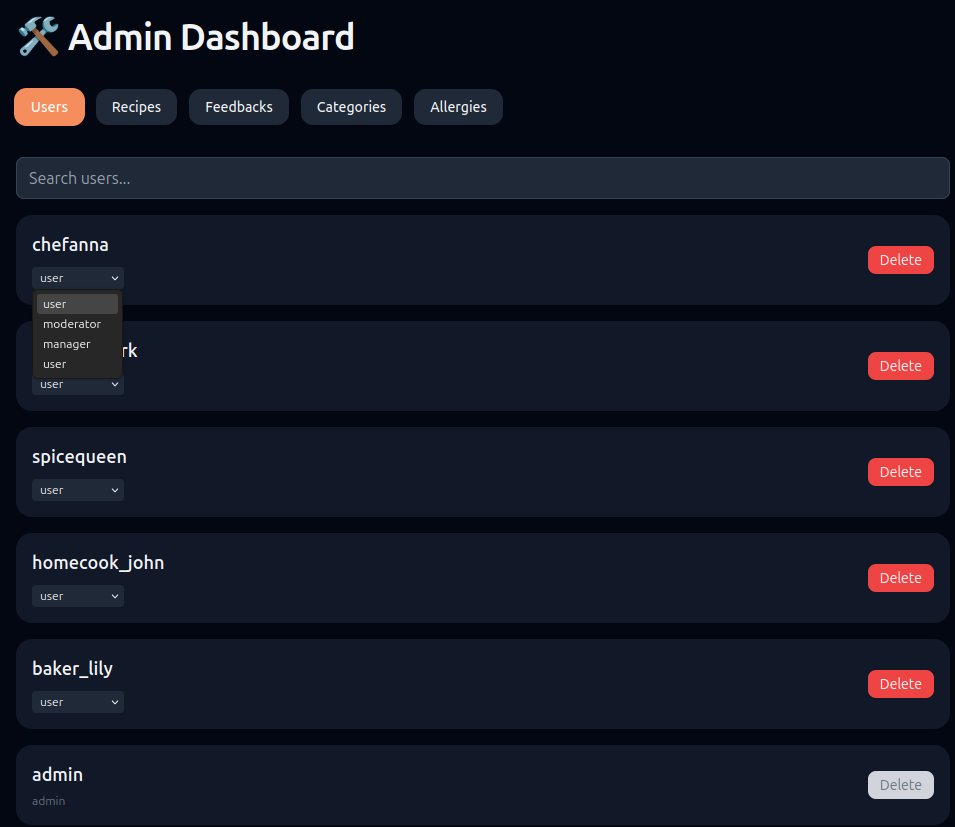 🛠️ Admin Dashboard
Users Recipes Feedbacks Categories Allergies
Search users...
chefanna
user
Delete
user
moderator
manager
user
rk
user
Delete
spicequeen
user
Delete
homecook_john
user
Delete
baker_lily
user
Delete
admin
admin
Delete